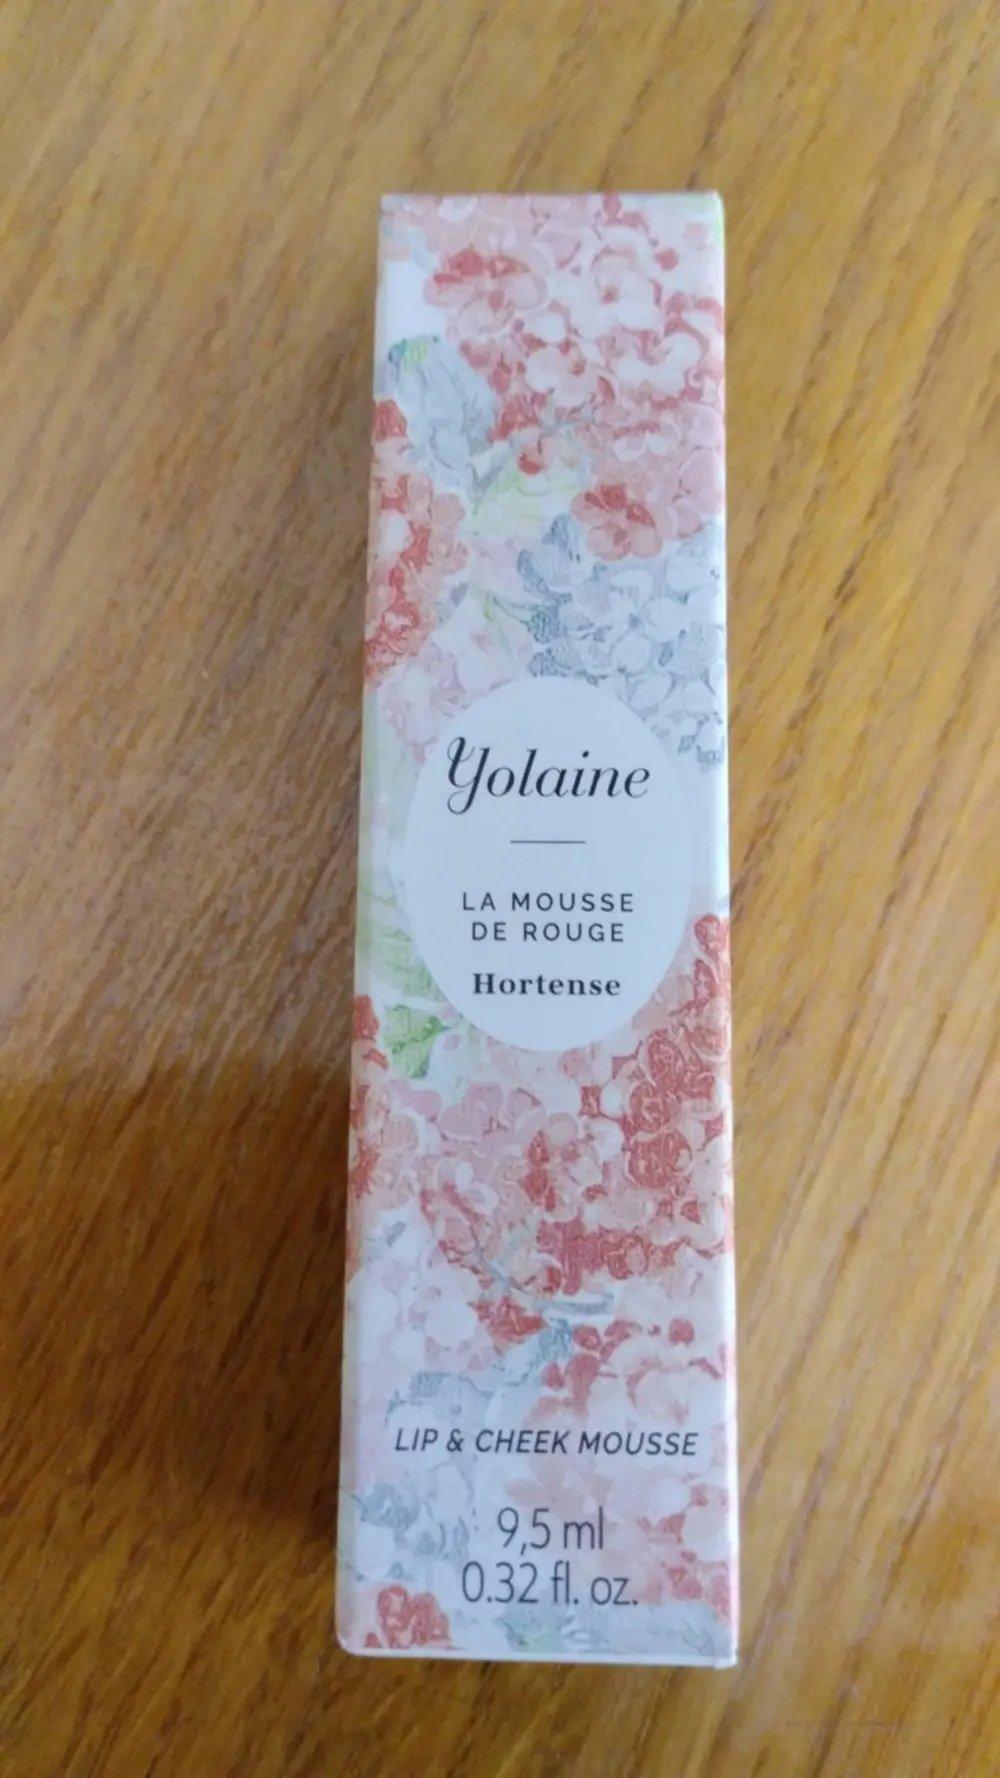 Yolaine
LA MOUSSE
DE ROUGE
Hortense
LIP & CHEEK MOUSSE
9,5 ml
0.32 fl. oz.